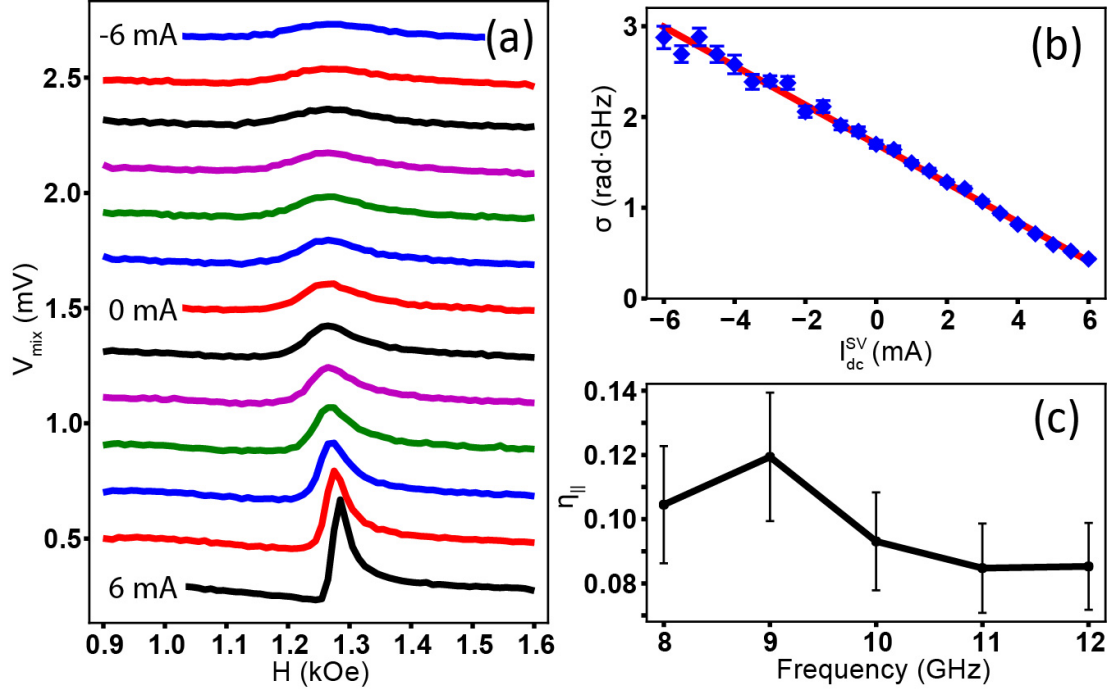 (a)
-6 mA
0 mA
6 mA
V_mix (mV)
2.5
2.0
1.5
1.0
0.5
0.9 1.0 1.1 1.2 1.3 1.4 1.5 1.6
H (kOe)
(b)
σ (rad·GHz)
3
2
1
0
−6 −4 −2 0 2 4 6
I_dc^SV (mA)
(c)
η_||
0.14
0.12
0.10
0.08
8 9 10 11 12
Frequency (GHz)